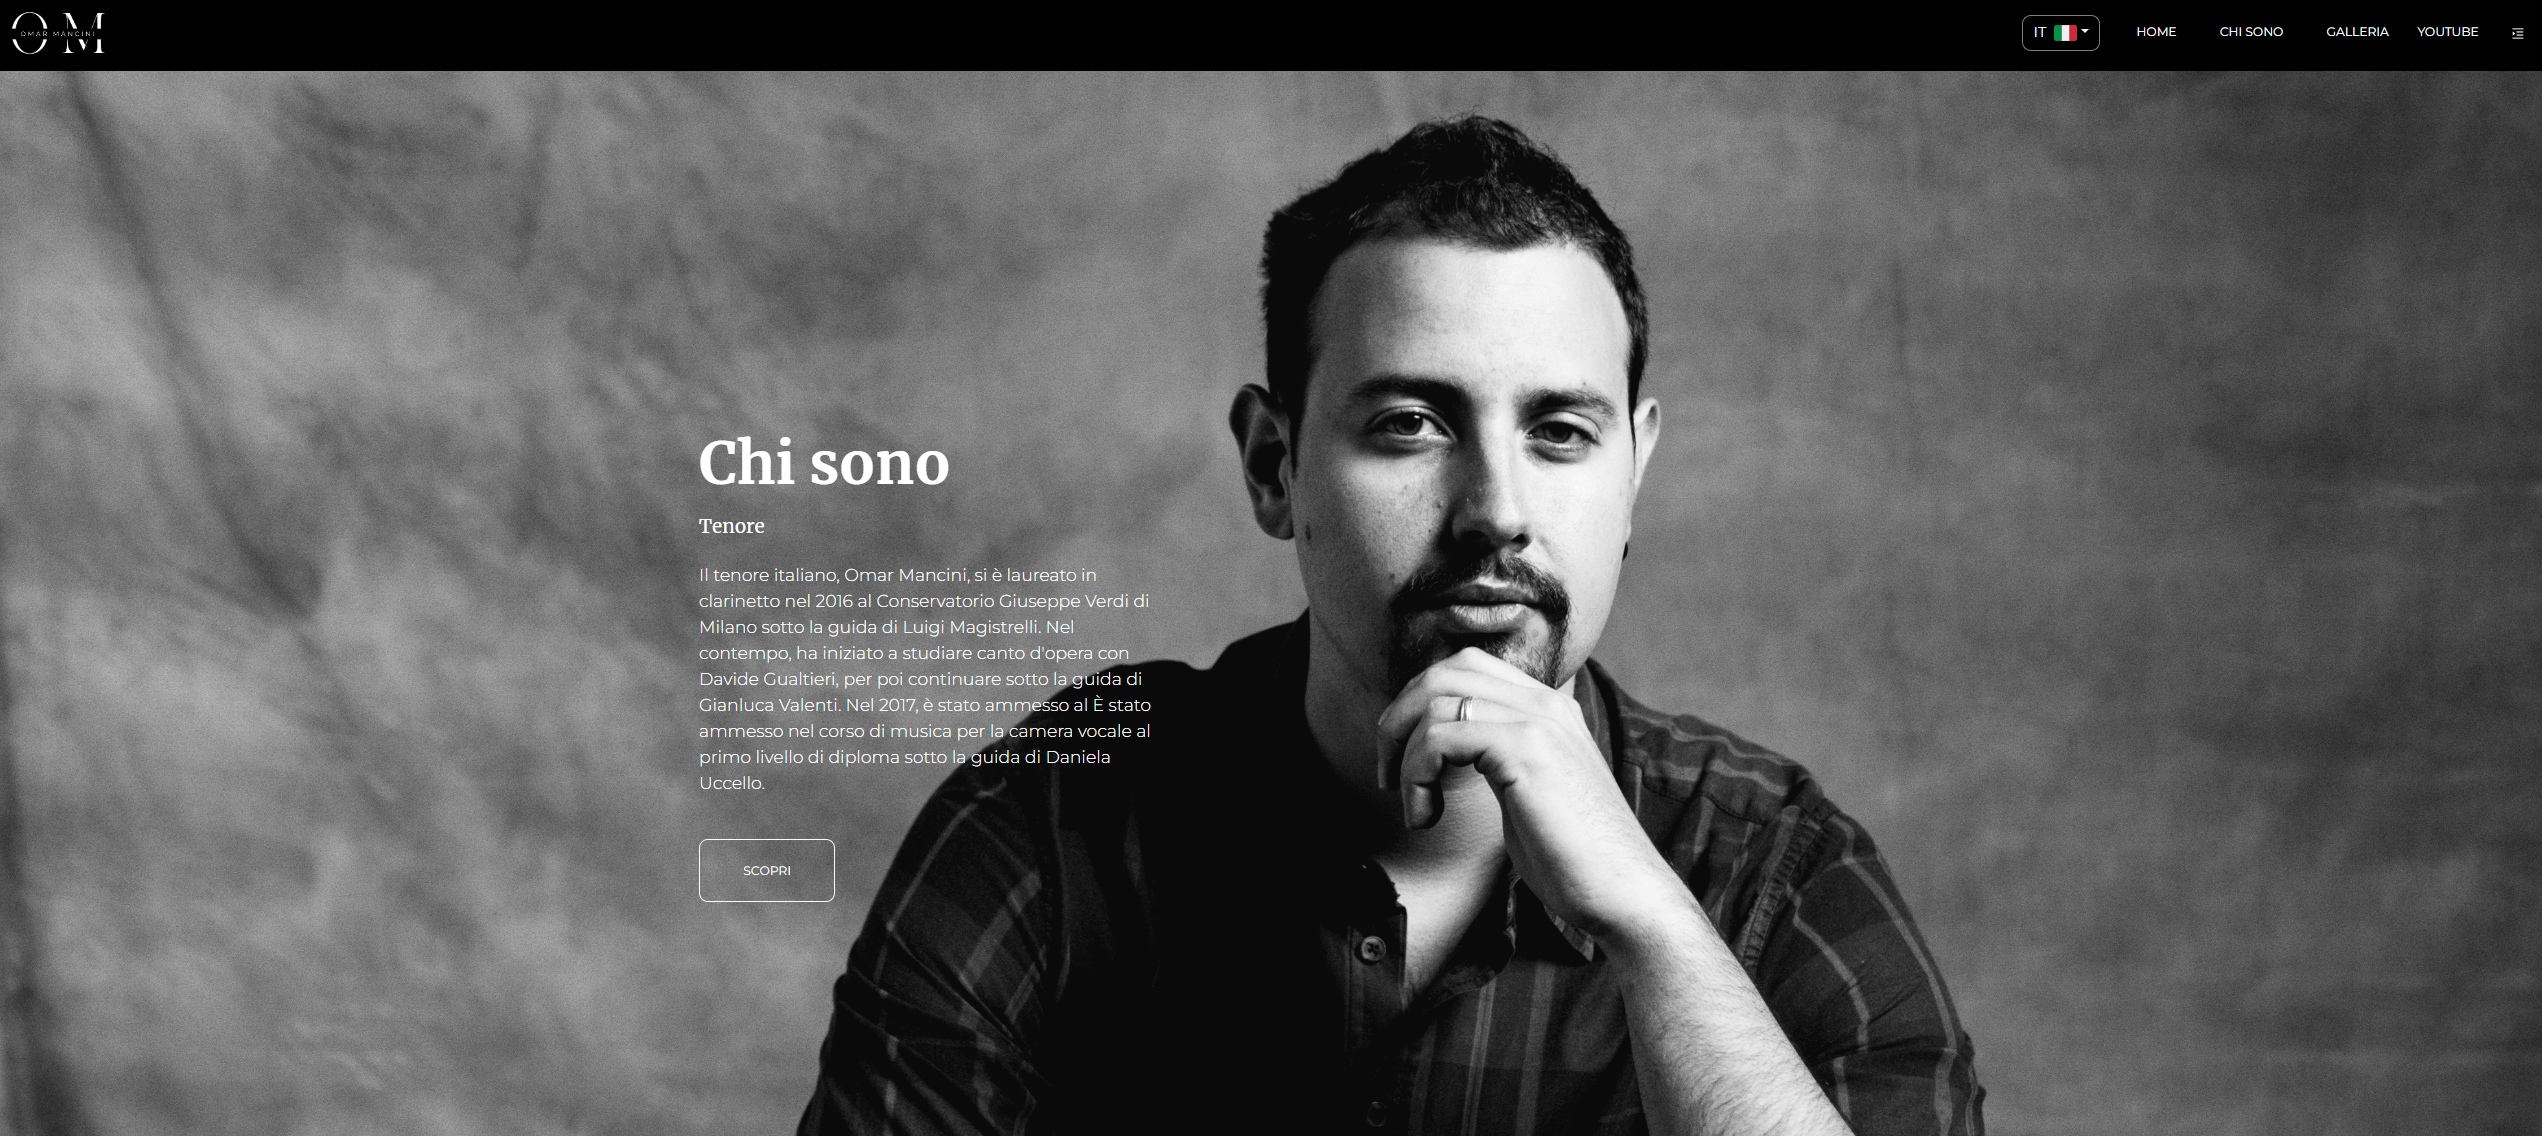 O M
OMAR MANCINI
IT
HOME
CHI SONO
GALLERIA
YOUTUBE
Chi sono
Tenore
Il tenore italiano, Omar Mancini, si è laureato in
clarinetto nel 2016 al Conservatorio Giuseppe Verdi di
Milano sotto la guida di Luigi Magistrelli. Nel
contempo, ha iniziato a studiare canto d'opera con
Davide Gualtieri, per poi continuare sotto la guida di
Gianluca Valenti. Nel 2017, è stato ammesso al È stato
ammesso nel corso di musica per la camera vocale al
primo livello di diploma sotto la guida di Daniela
Uccello.
SCOPRI